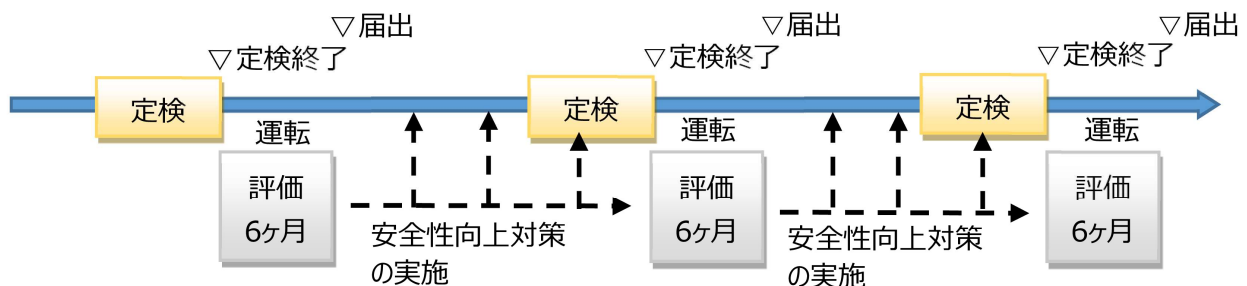 ▽届出
▽届出
▽届出
▽定検終了
▽定検終了
▽定検終了
定検
定検
定検
運転
運転
運転
評価
6ヶ月
評価
6ヶ月
評価
6ヶ月
安全性向上対策
の実施
安全性向上対策
の実施